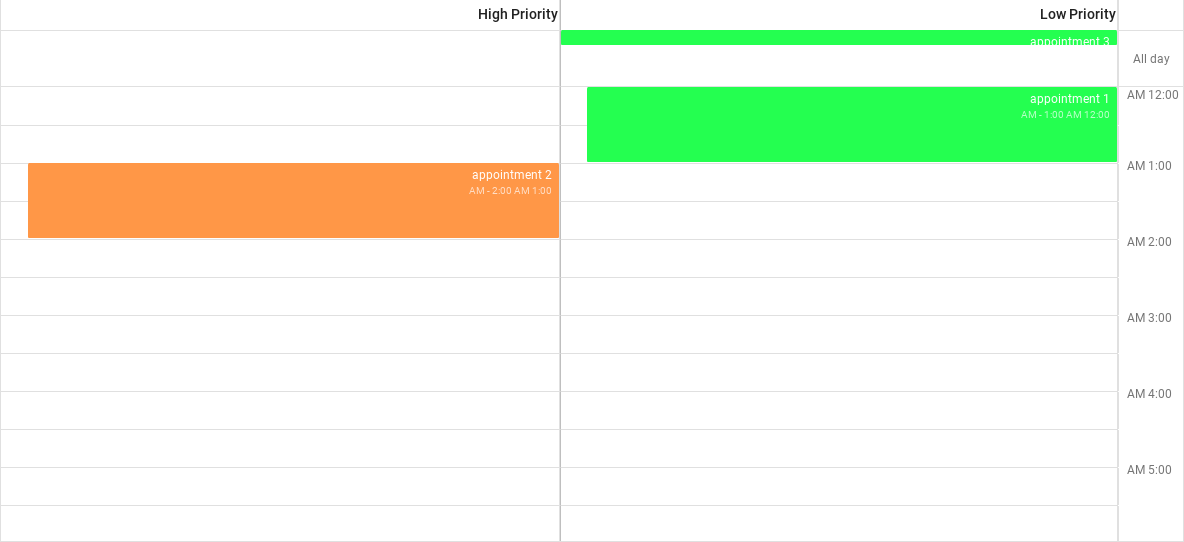 High Priority
Low Priority
appointment 3
All day
appointment 1
AM - 1:00 AM 12:00
appointment 2
AM - 2:00 AM 1:00
AM 12:00
AM 1:00
AM 2:00
AM 3:00
AM 4:00
AM 5:00